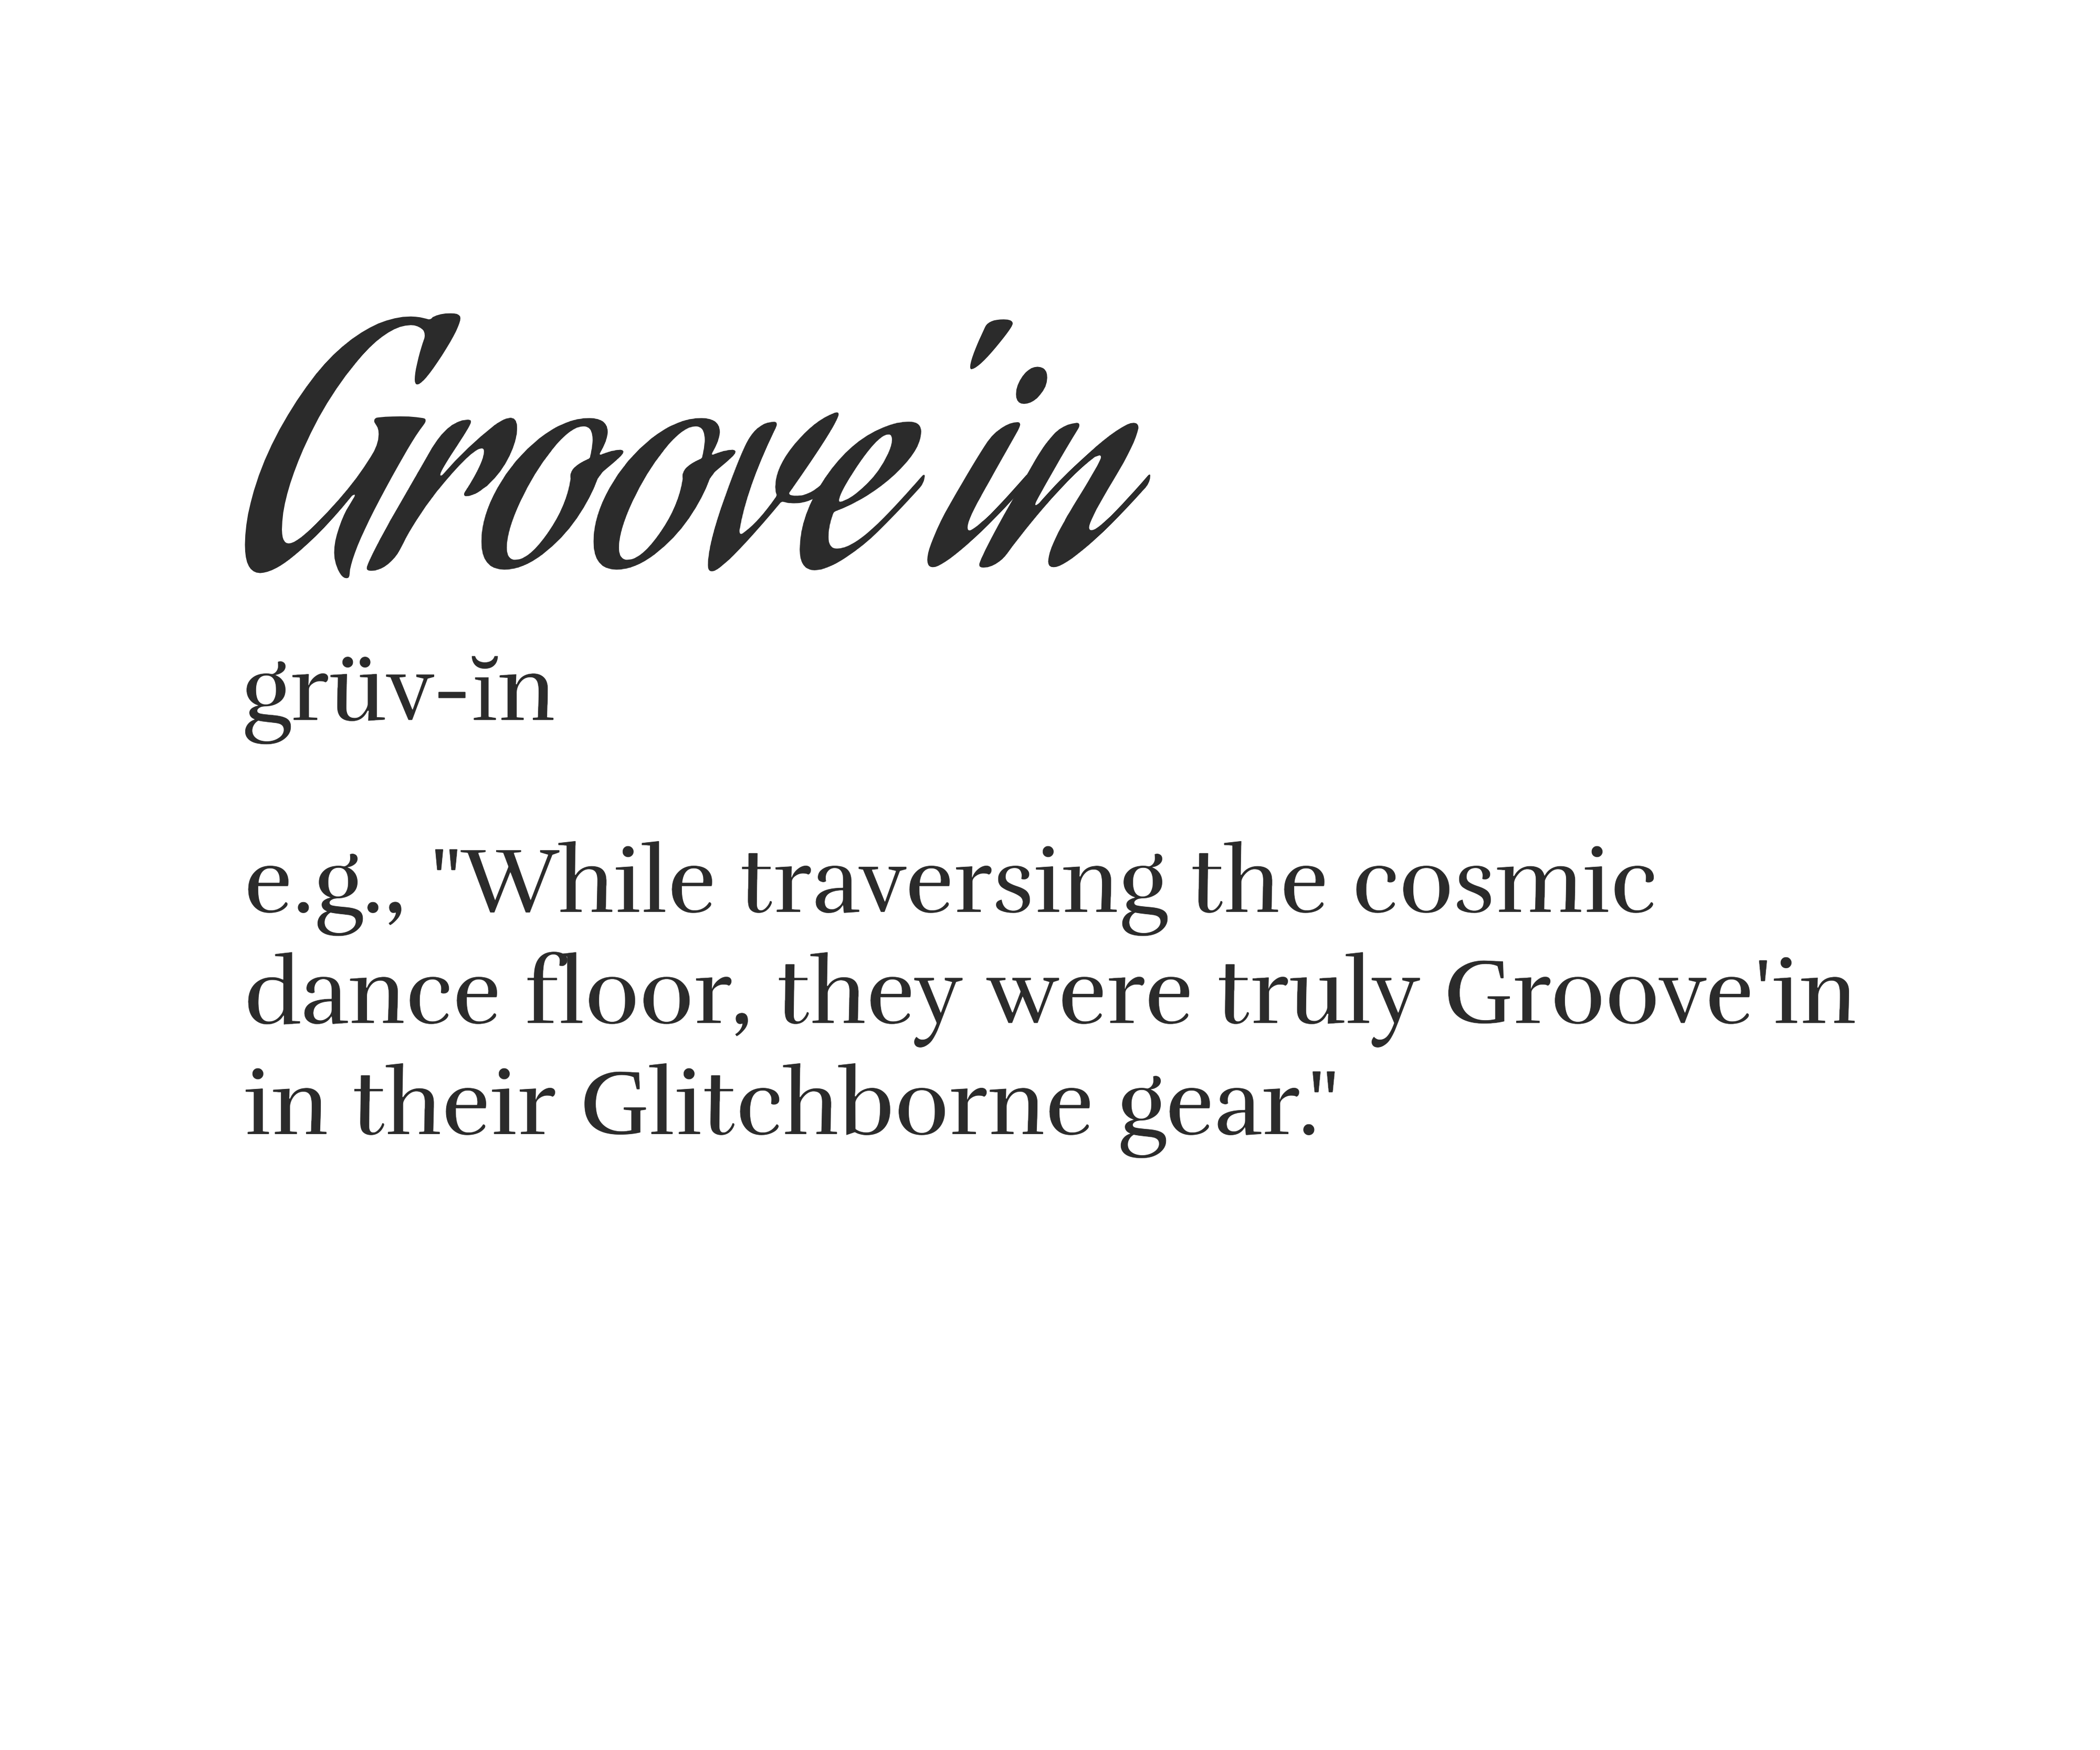 Groove'in
grüv-ĭn
e.g., "While traversing the cosmic
dance floor, they were truly Groove'in
in their Glitchborne gear."